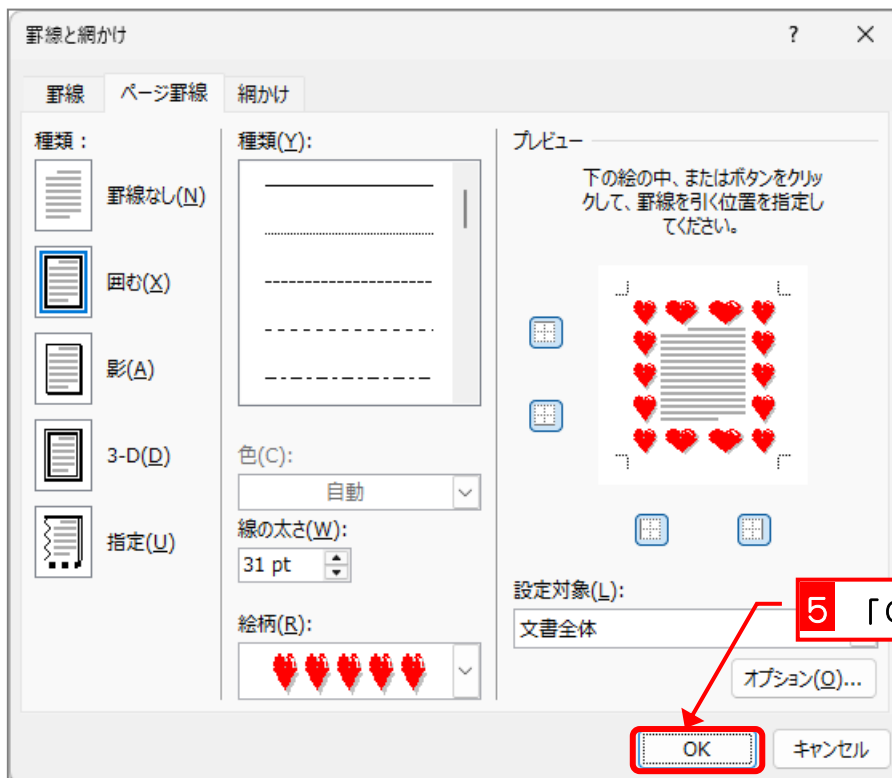 罫線と網かけ
?
罫線 ページ罫線 網かけ
種類：
罫線なし(N)
囲む(X)
影(A)
3-D(D)
指定(U)
種類(Y):
色(C):
自動
線の太さ(W):
31 pt
絵柄(R):
プレビュー
下の絵の中、またはボタンをクリッ
クして、罫線を引く位置を指定し
てください。
設定対象(L):
文書全体
5 「
オプション(O)...
OK キャンセル